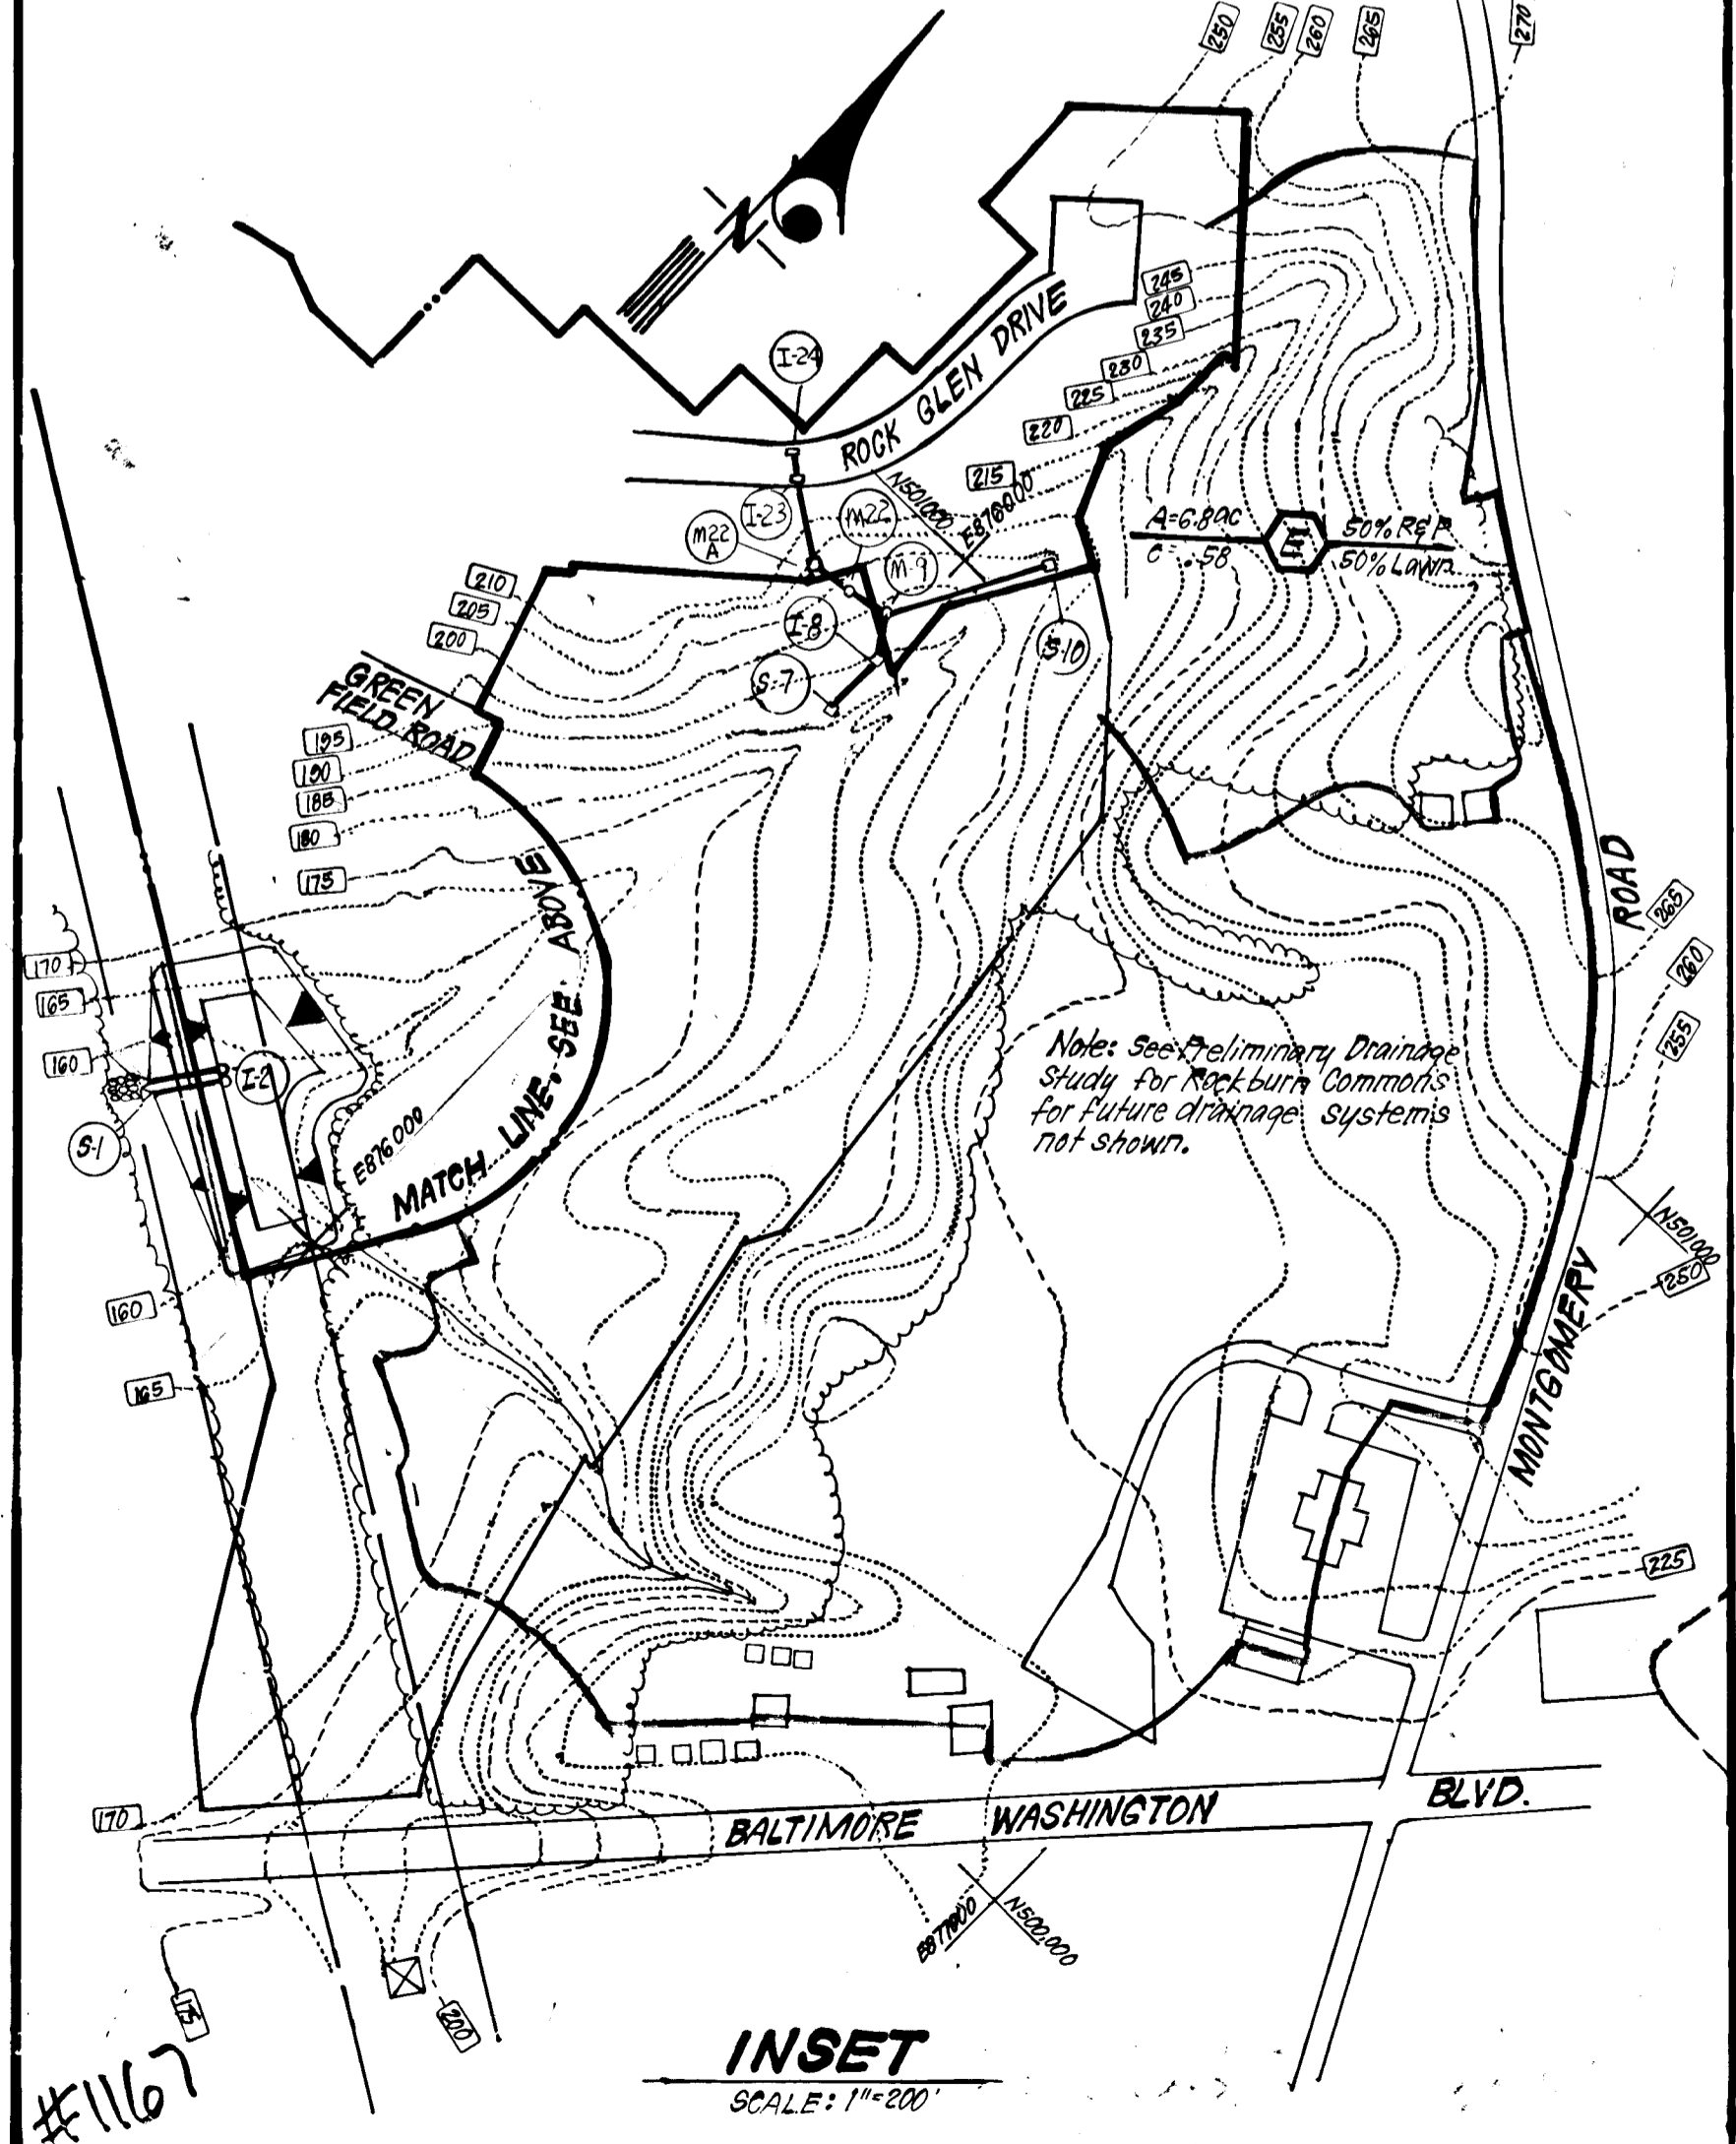 250
255
260
265
270
N
245
240
235
230
225
220
215
I-24
ROCK GLEN DRIVE
N501000
E876000
I-23
M22
M22
A
M-9
I-8
S-10
S-7
A=6.8ac
C=.58
50% R&P
50% Lawn
210
205
200
GREEN
FIELD ROAD
195
190
185
180
175
170
165
160
I-2
S-1
E876000
MATCH LINE. SEE ABOVE
160
165
Note: see Preliminary Drainage
Study for Rockburn Commons
for future drainage systems
not shown.
MONTGOMERY ROAD
265
260
255
N501000
250
225
170
BALTIMORE WASHINGTON BLVD.
E877000
N500,000
175
200
INSET
SCALE: 1"=200'
#1167